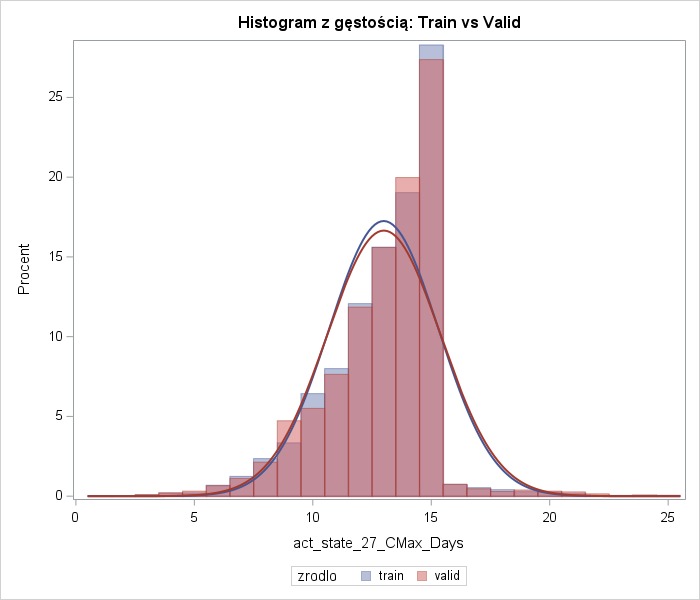 Histogram z gęstością: Train vs Valid
Procent
25
20
15
10
5
0
0 5 10 15 20 25
act_state_27_CMax_Days
zrodlo train valid